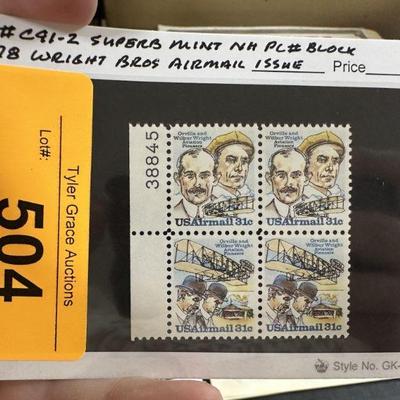 #C91-2 SUPERB MINT NH PL# BLOCK
78 WRIGHT BROS AIRMAIL ISSUE Price
Lot#:
504
Tyler Grace Auctions
38845
Orville and
Wilbur Wright
Aviation
Pioneers
USAirmail 31c
Orville and
Wilbur Wright
Aviation
Pioneers
USAirmail 31c
Orville and
Wilbur Wright
Aviation
Pioneers
USAirmail 31c
Orville and
Wilbur Wright
Aviation
Pioneers
USAirmail 31c
Style No. GK-